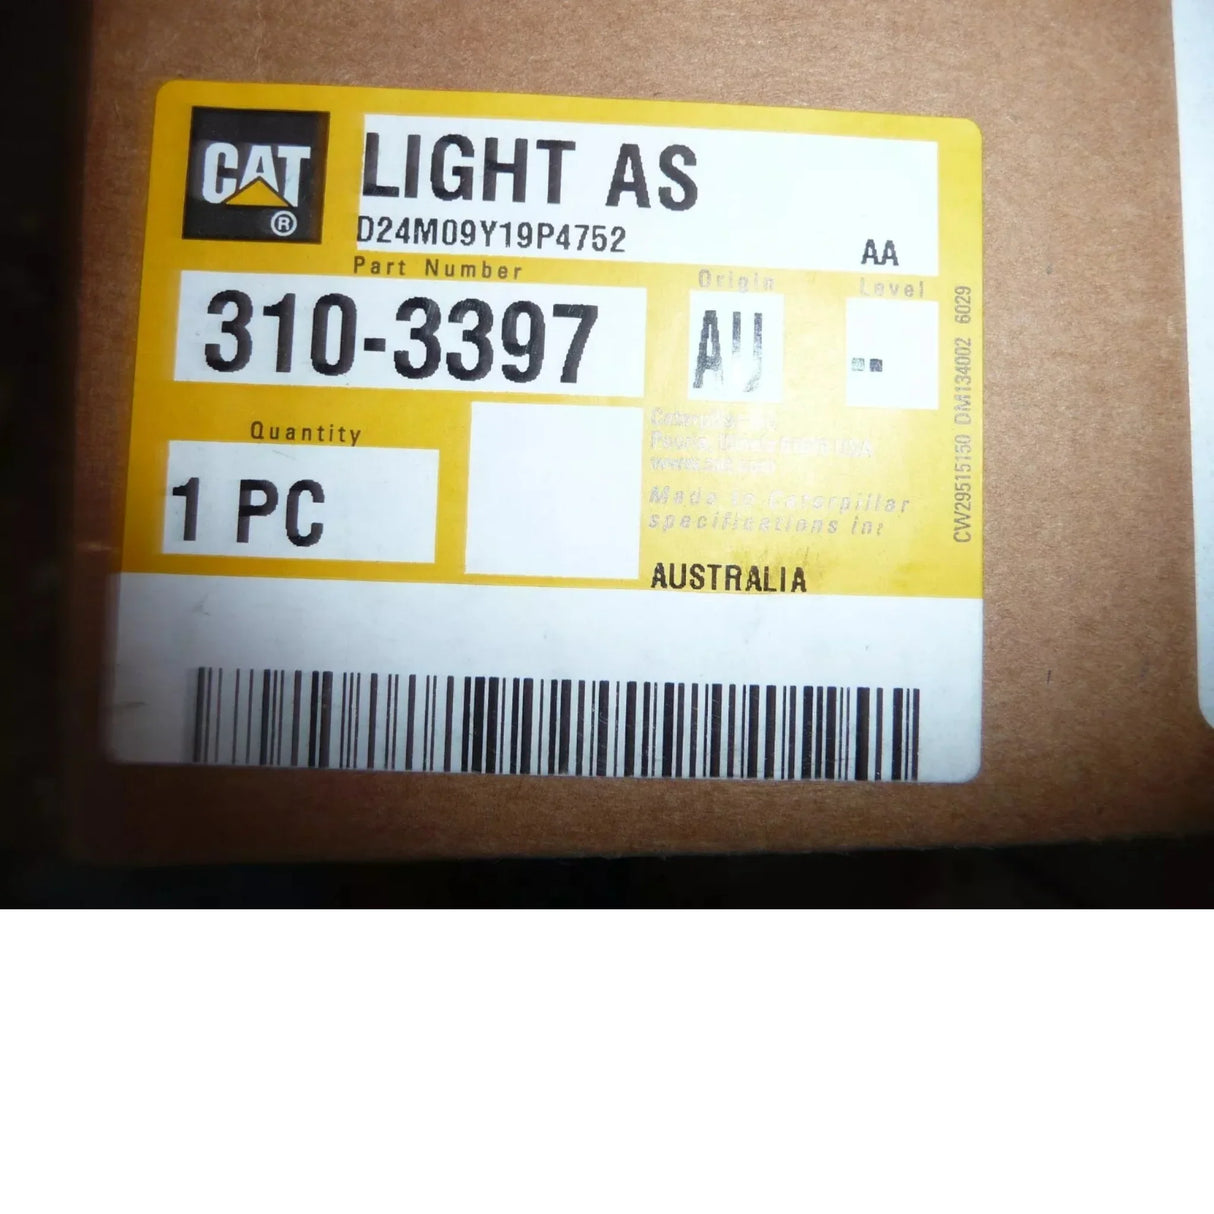 CAT
®
LIGHT AS
D24M09Y19P4752
AA
Part Number
Origin
Level
310-3397
AU
--
Quantity
1 PC
Made to Caterpillar
specifications in:
AUSTRALIA
CW29515150 DM134002 6029